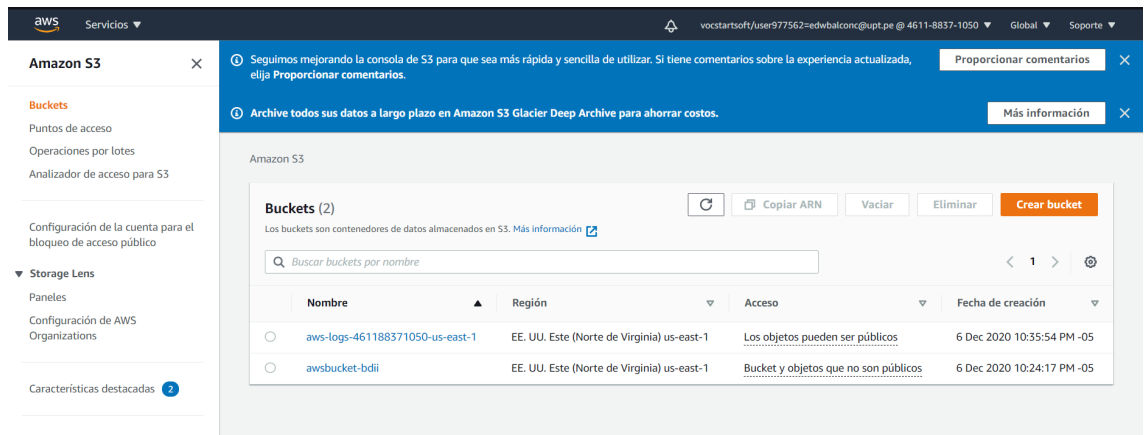 aws
Servicios ▼
vocstartsoft/user977562=edwbalconc@upt.pe @ 4611-8837-1050 ▼
Global ▼
Soporte ▼
Amazon S3
Buckets
Puntos de acceso
Operaciones por lotes
Analizador de acceso para S3
Configuración de la cuenta para el
bloqueo de acceso público
Storage Lens
Paneles
Configuración de AWS
Organizations
Características destacadas 2
Seguimos mejorando la consola de S3 para que sea más rápida y sencilla de utilizar. Si tiene comentarios sobre la experiencia actualizada,
elija Proporcionar comentarios.
Proporcionar comentarios
Archive todos sus datos a largo plazo en Amazon S3 Glacier Deep Archive para ahorrar costos.
Más información
Amazon S3
Buckets (2)
Copiar ARN
Vaciar
Eliminar
Crear bucket
Los buckets son contenedores de datos almacenados en S3. Más información
Buscar buckets por nombre
1
Nombre Región Acceso Fecha de creación
aws-logs-461188371050-us-east-1 EE. UU. Este (Norte de Virginia) us-east-1 Los objetos pueden ser públicos 6 Dec 2020 10:35:54 PM -05
awsbucket-bdii EE. UU. Este (Norte de Virginia) us-east-1 Bucket y objetos que no son públicos 6 Dec 2020 10:24:17 PM -05